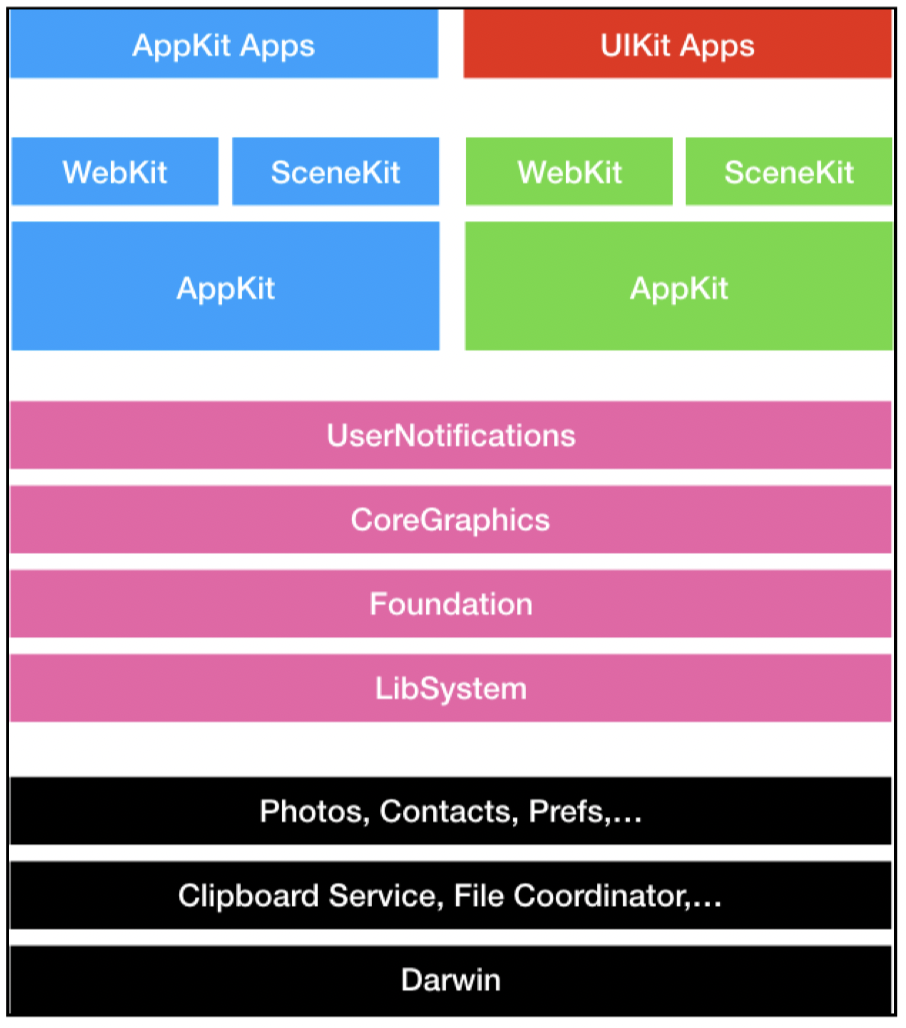 AppKit Apps
UIKit Apps
WebKit
SceneKit
WebKit
SceneKit
AppKit
AppKit
UserNotifications
CoreGraphics
Foundation
LibSystem
Photos, Contacts, Prefs,...
Clipboard Service, File Coordinator,...
Darwin